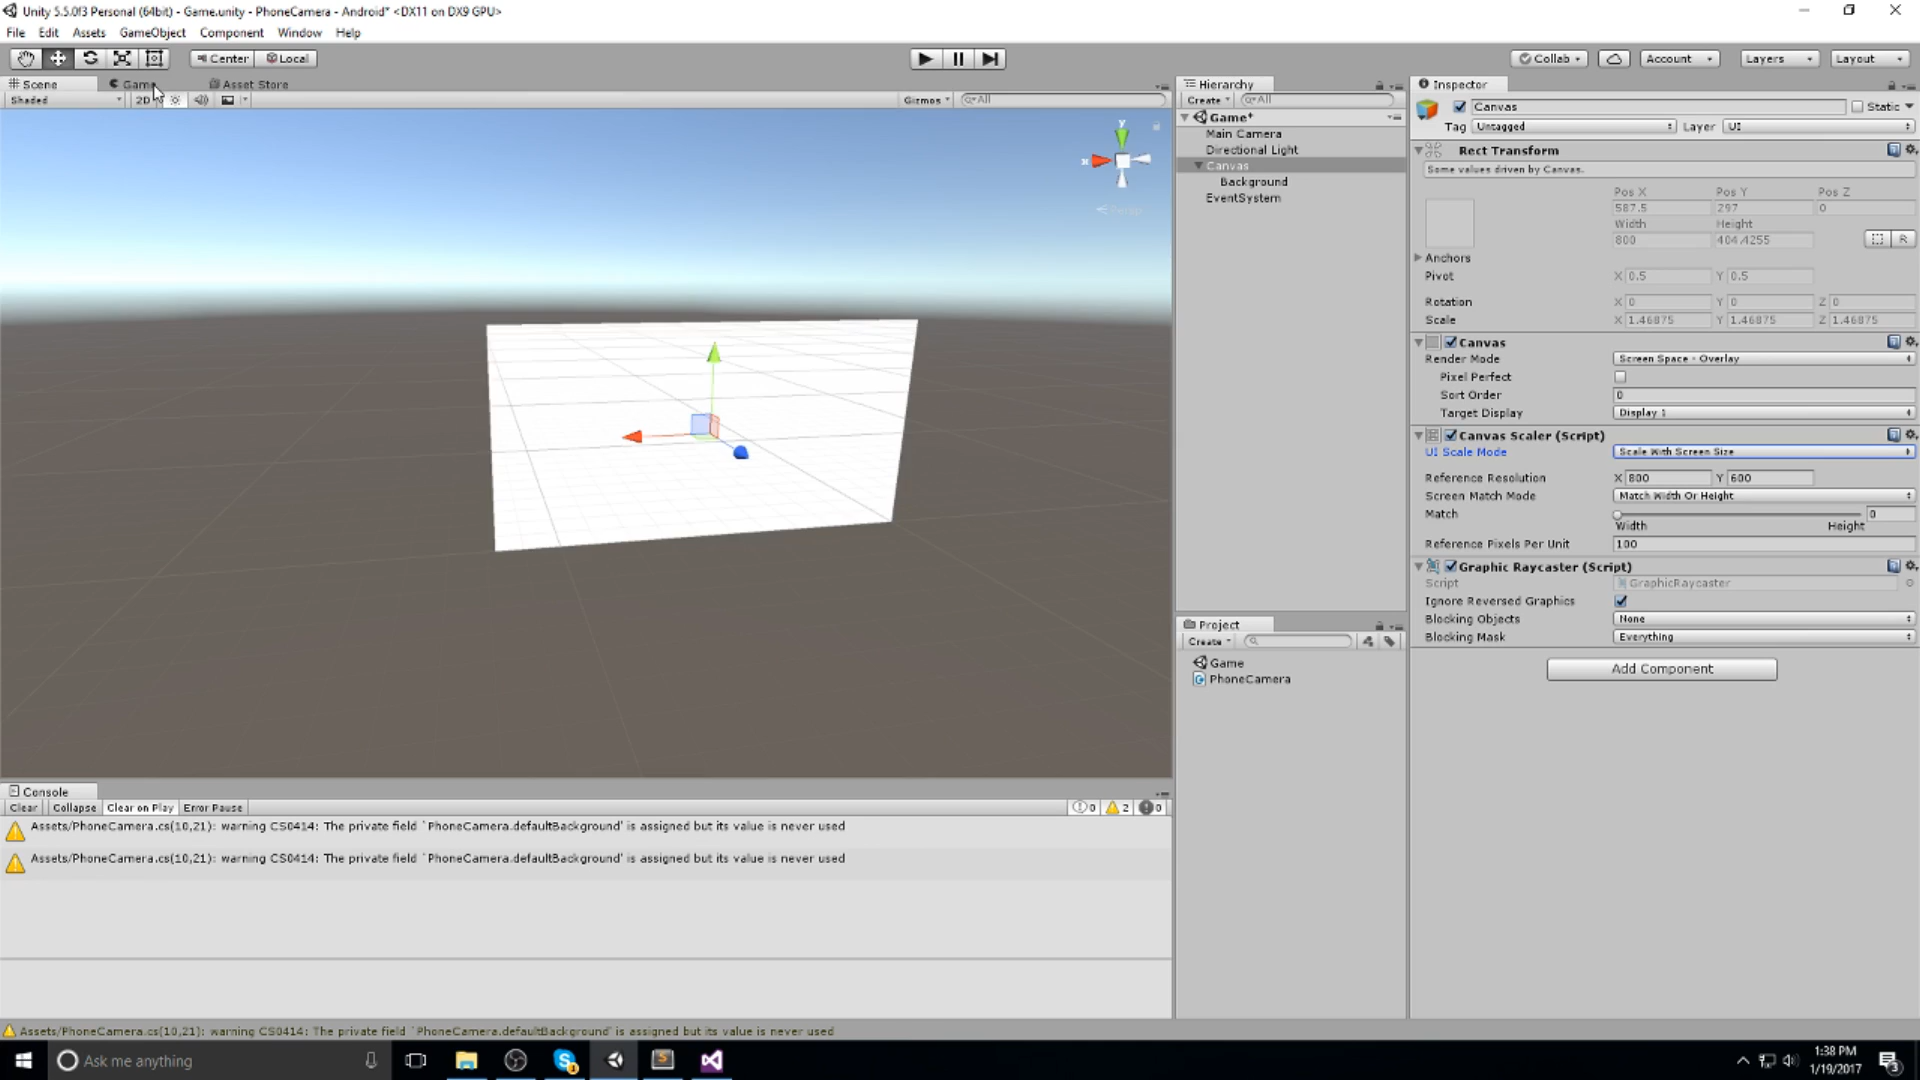 Unity 5.5.0f3 Personal (64bit) - Game.unity - PhoneCamera - Android* <DX11 on DX9 GPU>
File Edit Assets GameObject Component Window Help
Center Local Collab Account Layers Layout
Scene Game Asset Store
Shaded 2D Gizmos All
y
x
Persp
Hierarchy
Create All
Game*
Main Camera
Directional Light
Canvas
Background
EventSystem
Project
Create
Game
PhoneCamera
Inspector
Canvas Static
Tag Untagged Layer UI
Rect Transform
Some values driven by Canvas.
Pos X Pos Y Pos Z
587.5 297 0
Width Height
800 404.4255
R
Anchors
Pivot X 0.5 Y 0.5
Rotation X 0 Y 0 Z 0
Scale X 1.46875 Y 1.46875 Z 1.46875
Canvas
Render Mode Screen Space - Overlay
Pixel Perfect
Sort Order 0
Target Display Display 1
Canvas Scaler (Script)
UI Scale Mode Scale With Screen Size
Reference Resolution X 800 Y 600
Screen Match Mode Match Width Or Height
Match 0
Width Height
Reference Pixels Per Unit 100
Graphic Raycaster (Script)
Script GraphicRaycaster
Ignore Reversed Graphics
Blocking Objects None
Blocking Mask Everything
Add Component
Console
Clear Collapse Clear on Play Error Pause 0 2 0
Assets/PhoneCamera.cs(10,21): warning CS0414: The private field `PhoneCamera.defaultBackground' is assigned but its value is never used
Assets/PhoneCamera.cs(10,21): warning CS0414: The private field `PhoneCamera.defaultBackground' is assigned but its value is never used
Assets/PhoneCamera.cs(10,21): warning CS0414: The private field `PhoneCamera.defaultBackground' is assigned but its value is never used
Ask me anything
1:38 PM
1/19/2017
3